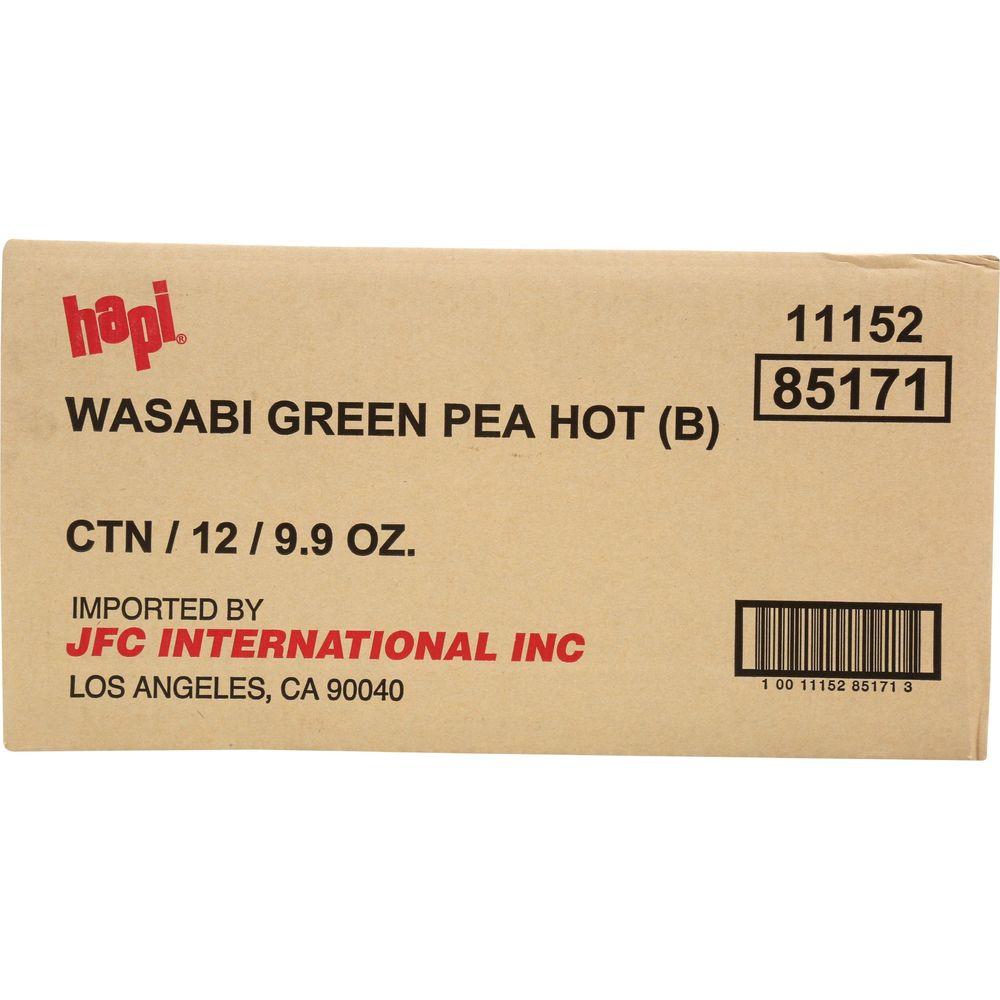 hapi®
11152
85171
WASABI GREEN PEA HOT (B)
CTN / 12 / 9.9 OZ.
IMPORTED BY
JFC INTERNATIONAL INC
LOS ANGELES, CA 90040
1 00 11152 85171 3